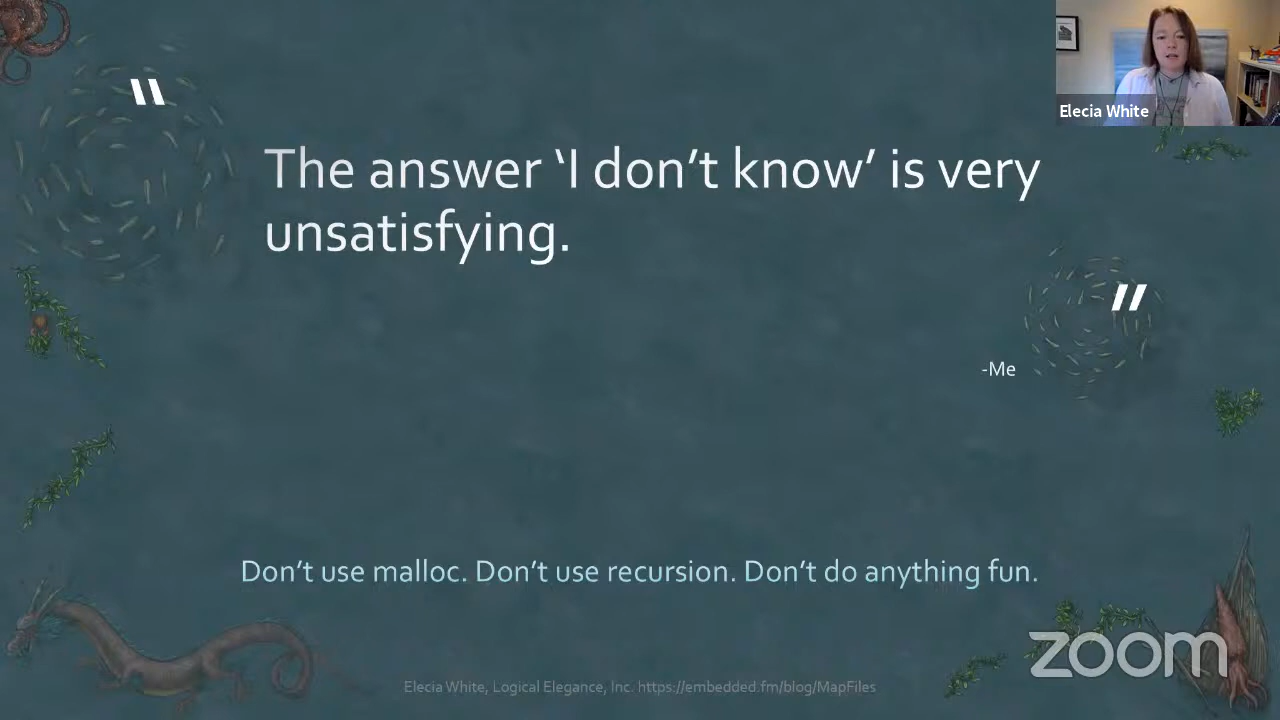 Elecia White
"
The answer ‘I don’t know’ is very
unsatisfying.
"
-Me
Don’t use malloc. Don’t use recursion. Don’t do anything fun.
zoom
Elecia White, Logical Elegance, Inc. https://embedded.fm/blog/MapFiles